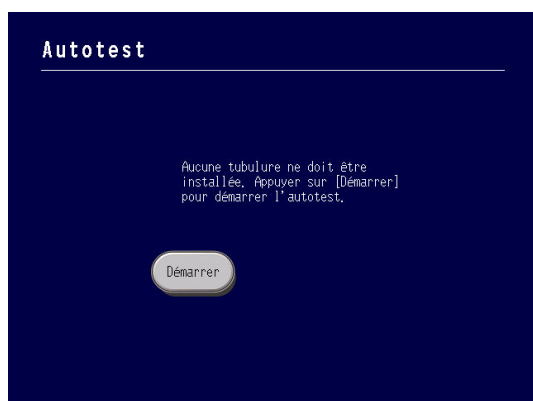 Autotest
Aucune tubulure ne doit être
installée. Appuyer sur [Démarrer]
pour démarrer l'autotest.
Démarrer